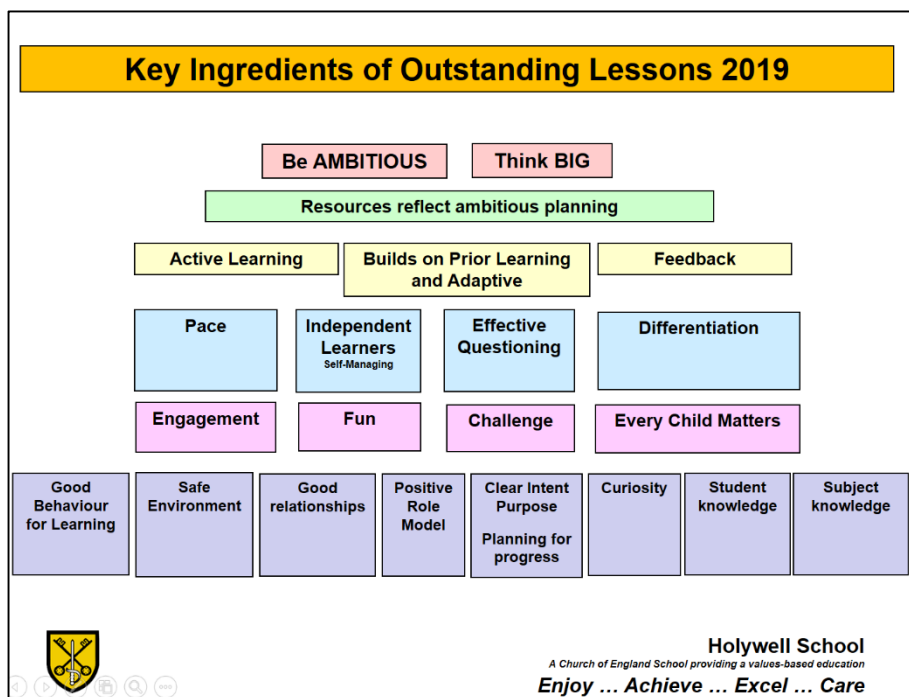 Key Ingredients of Outstanding Lessons 2019
Be AMBITIOUS
Think BIG
Resources reflect ambitious planning
Active Learning
Builds on Prior Learning
and Adaptive
Feedback
Pace
Independent
Learners
Self-Managing
Effective
Questioning
Differentiation
Engagement
Fun
Challenge
Every Child Matters
Good
Behaviour
for Learning
Safe
Environment
Good
relationships
Positive
Role
Model
Clear Intent
Purpose
Planning for
progress
Curiosity
Student
knowledge
Subject
knowledge
Holywell School
A Church of England School providing a values-based education
Enjoy … Achieve … Excel … Care